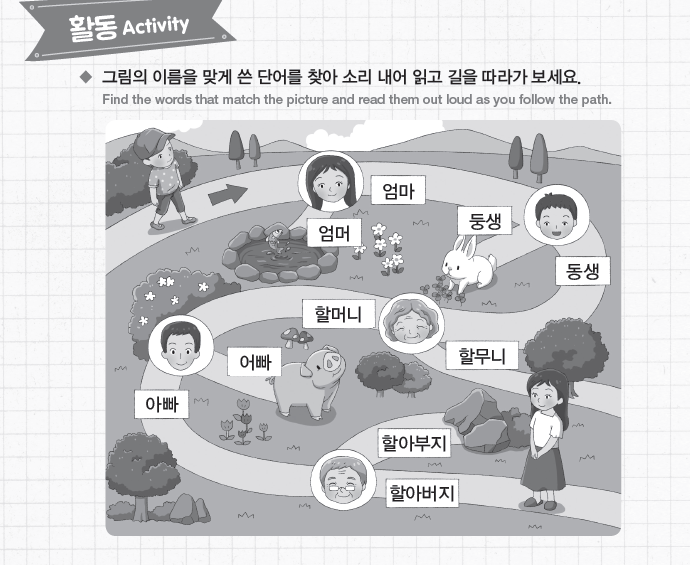 활동 Activity
◆ 그림의 이름을 맞게 쓴 단어를 찾아 소리 내어 읽고 길을 따라가 보세요.
Find the words that match the picture and read them out loud as you follow the path.
엄마
엄머
둥생
동생
할머니
할무니
어빠
아빠
할아부지
할아버지